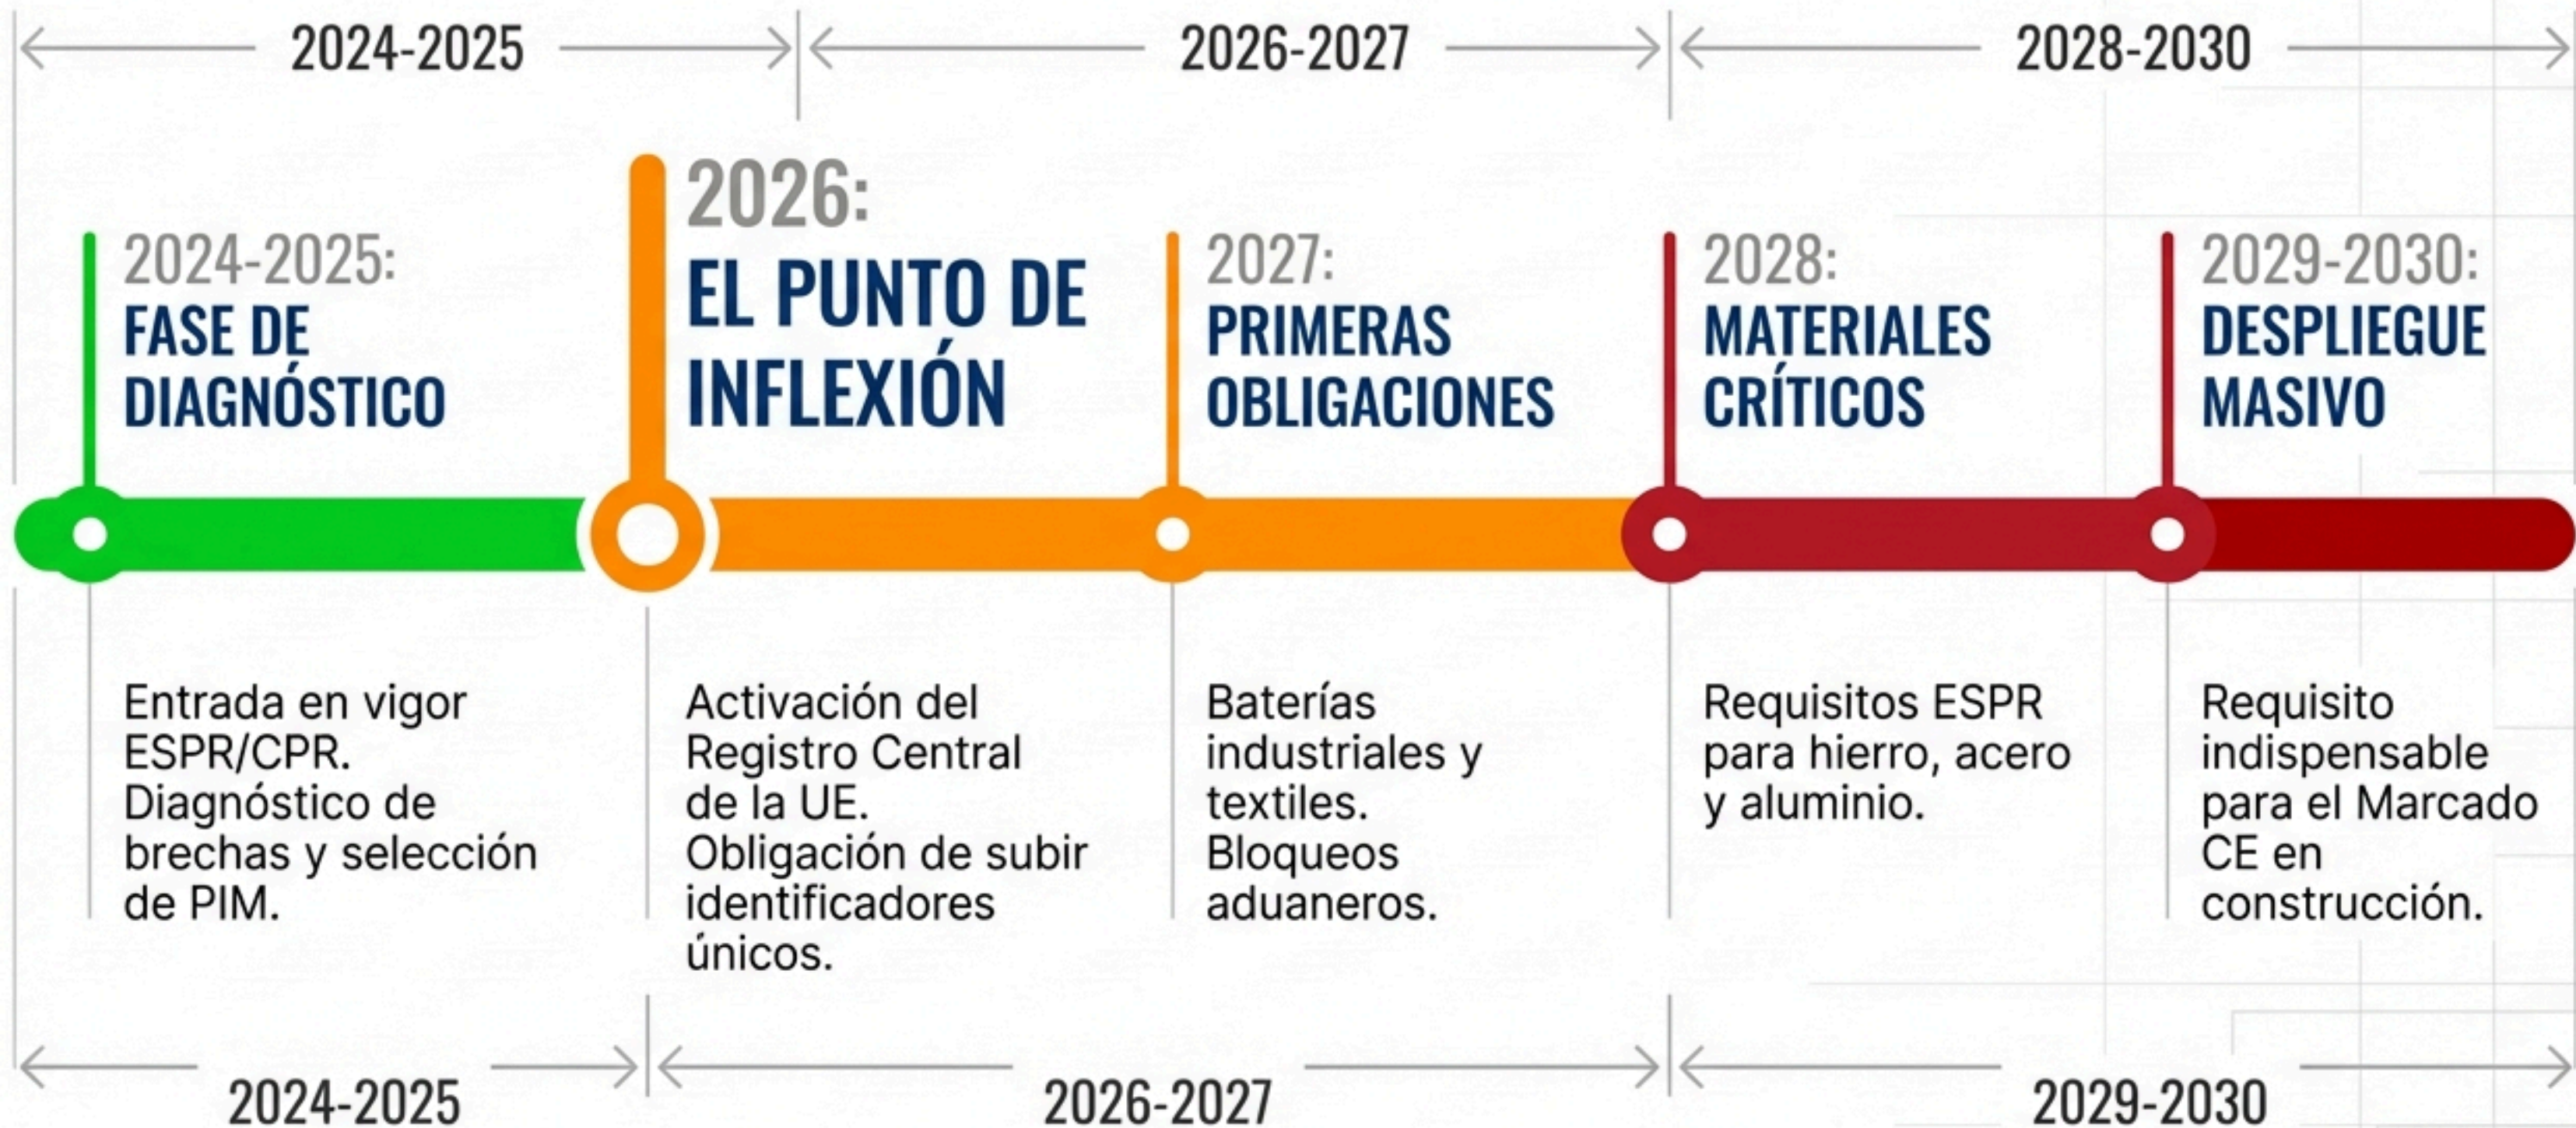 2024-2025
2026-2027
2028-2030
2024-2025:
FASE DE
DIAGNÓSTICO
2026:
EL PUNTO DE
INFLEXIÓN
2027:
PRIMERAS
OBLIGACIONES
2028:
MATERIALES
CRÍTICOS
2029-2030:
DESPLIEGUE
MASIVO
Entrada en vigor
ESPR/CPR.
Diagnóstico de
brechas y selección
de PIM.
Activación del
Registro Central
de la UE.
Obligación de subir
identificadores
únicos.
Baterías
industriales y
textiles.
Bloqueos
aduaneros.
Requisitos ESPR
para hierro, acero
y aluminio.
Requisito
indispensable
para el Marcado
CE en
construcción.
2024-2025
2026-2027
2029-2030